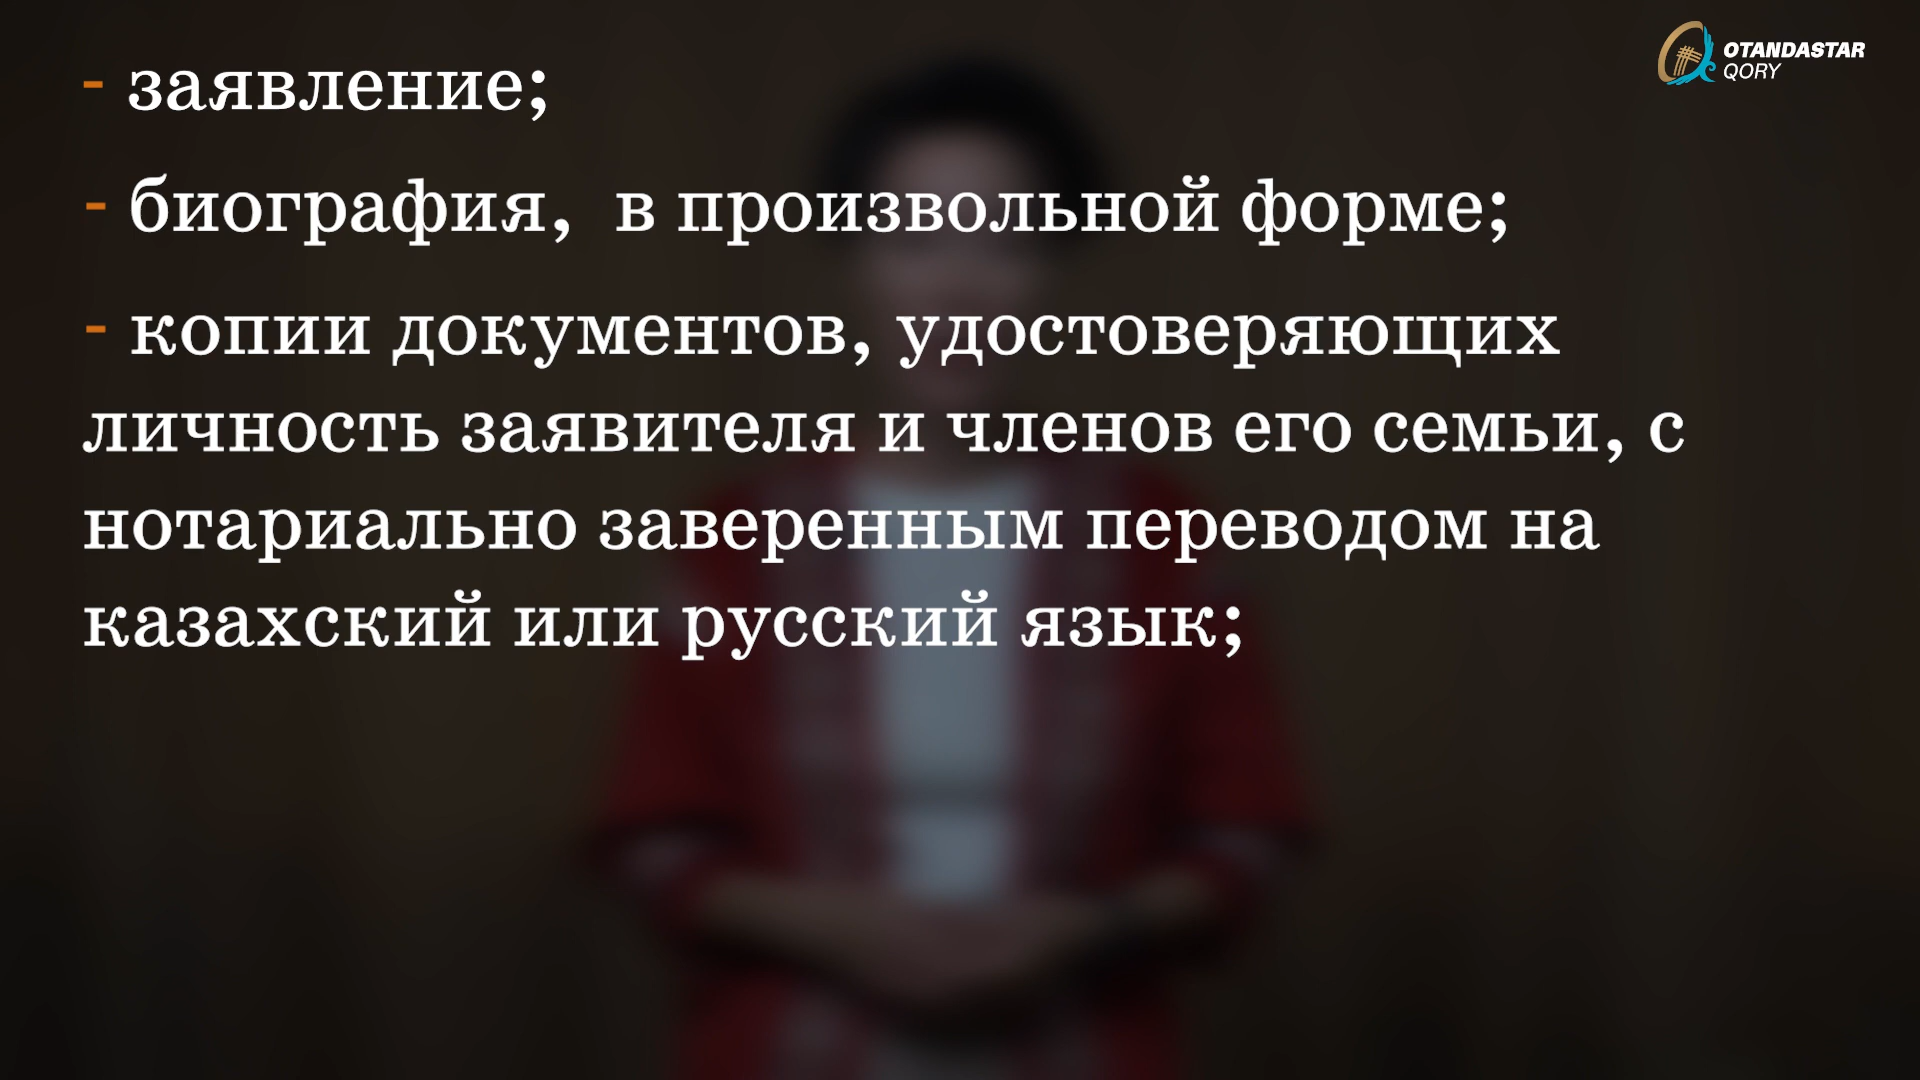 OTANDASTAR
QORY
- заявление;
- биография, в произвольной форме;
- копии документов, удостоверяющих
личность заявителя и членов его семьи, с
нотариально заверенным переводом на
казахский или русский язык;